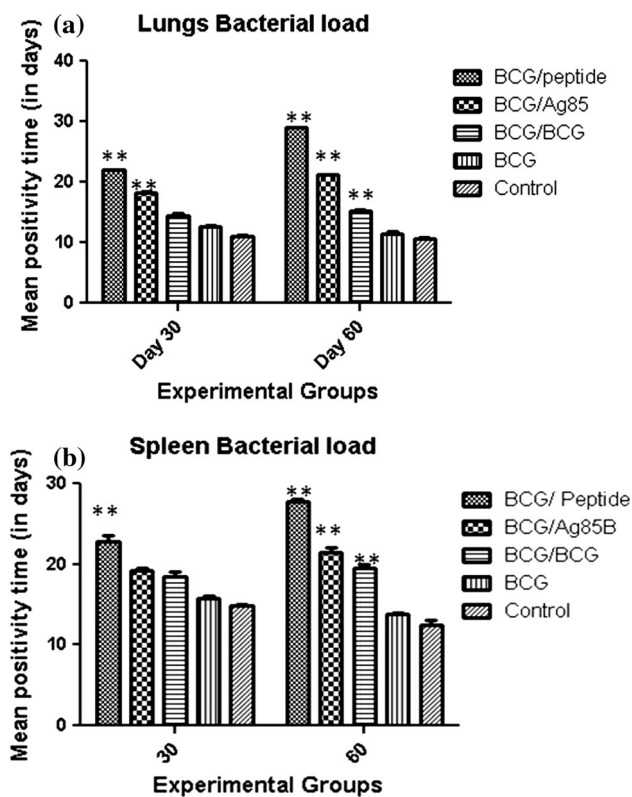 (a)
Lungs Bacterial load
Mean positivity time (in days)
40
30
20
10
0
** ** ** ** **
Day 30
Day 60
Experimental Groups
BCG/peptide
BCG/Ag85
BCG/BCG
BCG
Control
(b)
Spleen Bacterial load
Mean positivity time (in days)
30
20
10
0
** ** ** **
30
60
Experimental Groups
BCG/ Peptide
BCG/Ag85B
BCG/BCG
BCG
Control